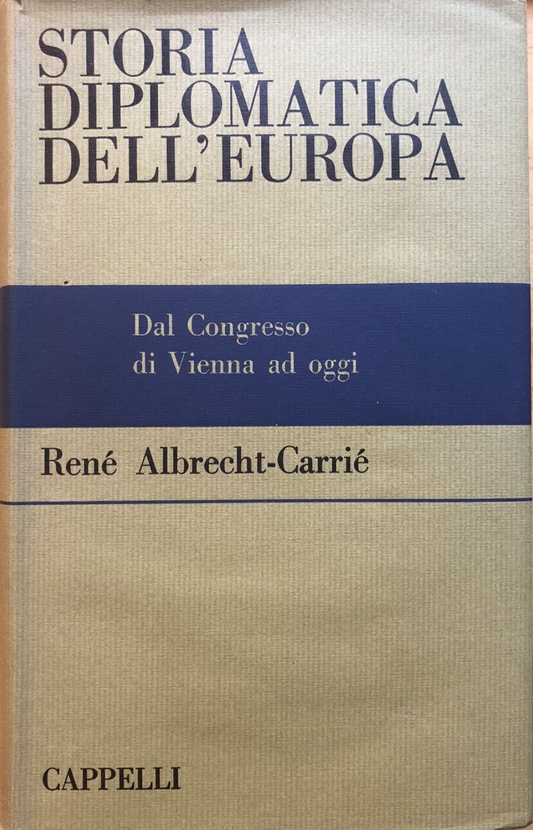 STORIA
DIPLOMATICA
DELL'EUROPA
Dal Congresso
di Vienna ad oggi
René Albrecht-Carrié
CAPPELLI